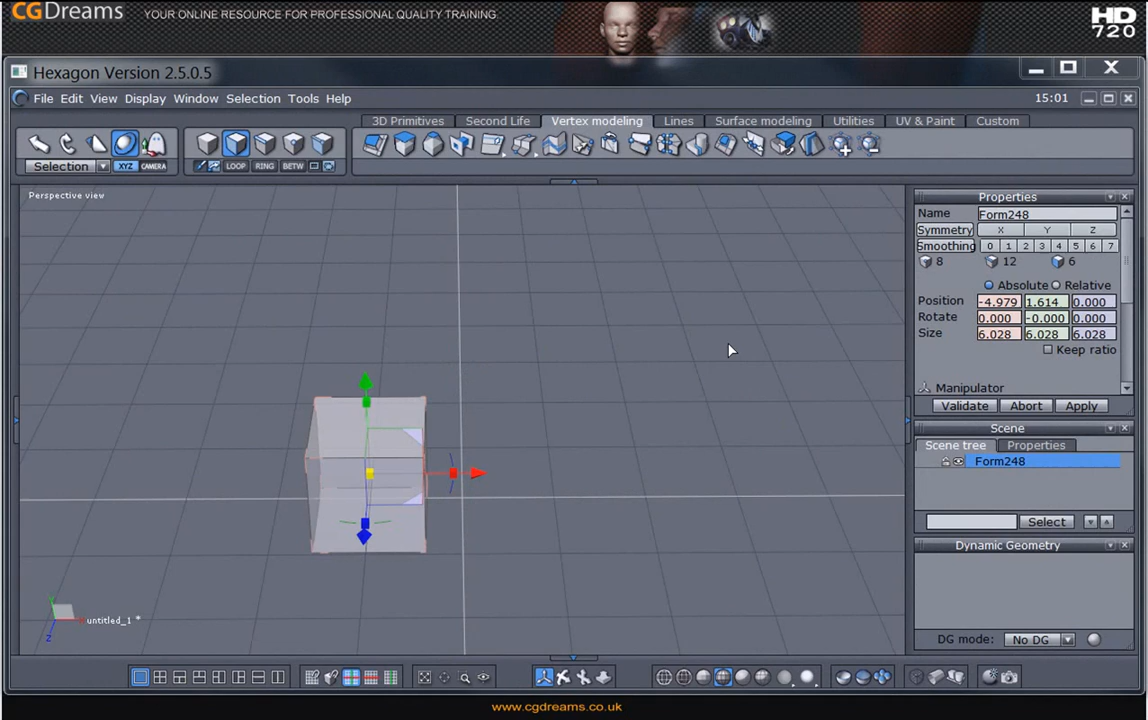 CGDreams YOUR ONLINE RESOURCE FOR PROFESSIONAL QUALITY TRAINING.
HD
720
Hexagon Version 2.5.0.5
File Edit View Display Window Selection Tools Help 15:01
3D Primitives Second Life Vertex modeling Lines Surface modeling Utilities UV & Paint Custom
Selection XYZ CAMERA LOOP RING BETW
Perspective view
Properties
Name Form248
Symmetry X Y Z
Smoothing 0 1 2 3 4 5 6 7
8 12 6
Absolute Relative
Position -4.979 1.614 0.000
Rotate 0.000 -0.000 0.000
Size 6.028 6.028 6.028
Keep ratio
Manipulator
Validate Abort Apply
Scene
Scene tree Properties
Form248
Select
Dynamic Geometry
DG mode: No DG
Y
untitled_1 *
Z
www.cgdreams.co.uk